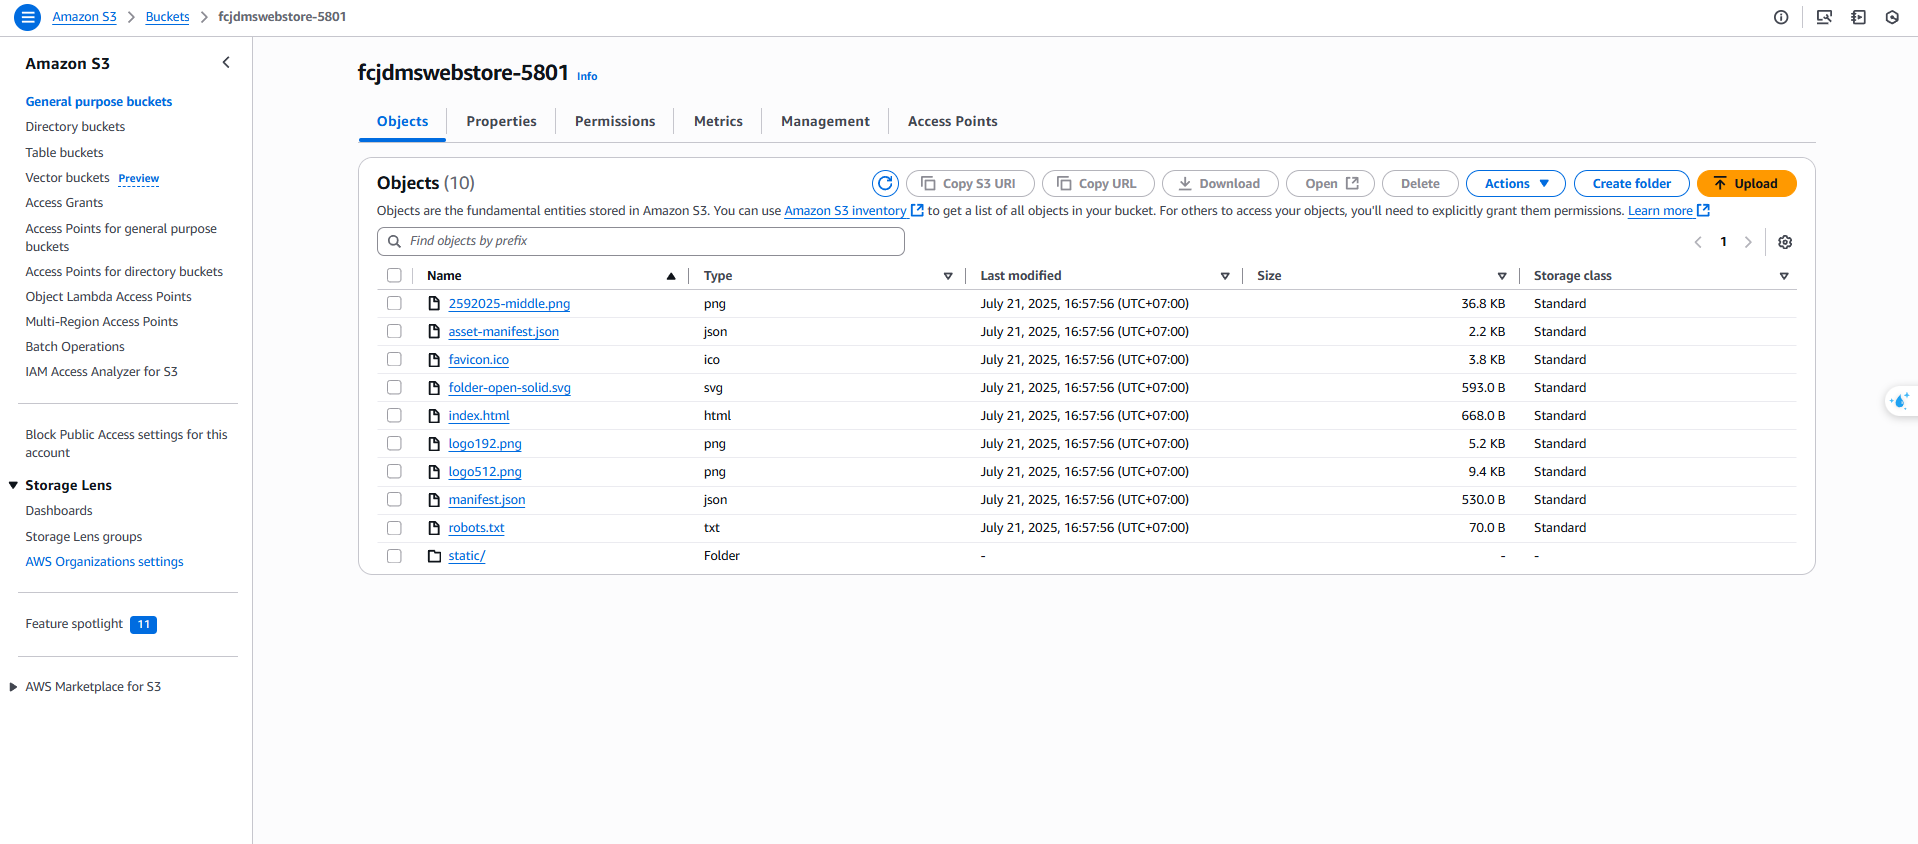 Amazon S3 > Buckets > fcjdmswebstore-5801
Amazon S3
General purpose buckets
Directory buckets
Table buckets
Vector buckets Preview
Access Grants
Access Points for general purpose
buckets
Access Points for directory buckets
Object Lambda Access Points
Multi-Region Access Points
Batch Operations
IAM Access Analyzer for S3
Block Public Access settings for this
account
Storage Lens
Dashboards
Storage Lens groups
AWS Organizations settings
Feature spotlight 11
AWS Marketplace for S3
fcjdmswebstore-5801 Info
Objects Properties Permissions Metrics Management Access Points
Objects (10) Copy S3 URI Copy URL Download Open Delete Actions Create folder Upload
Objects are the fundamental entities stored in Amazon S3. You can use Amazon S3 inventory to get a list of all objects in your bucket. For others to access your objects, you'll need to explicitly grant them permissions. Learn more
Find objects by prefix 1
Name Type Last modified Size Storage class
2592025-middle.png png July 21, 2025, 16:57:56 (UTC+07:00) 36.8 KB Standard
asset-manifest.json json July 21, 2025, 16:57:56 (UTC+07:00) 2.2 KB Standard
favicon.ico ico July 21, 2025, 16:57:56 (UTC+07:00) 3.8 KB Standard
folder-open-solid.svg svg July 21, 2025, 16:57:56 (UTC+07:00) 593.0 B Standard
index.html html July 21, 2025, 16:57:56 (UTC+07:00) 668.0 B Standard
logo192.png png July 21, 2025, 16:57:56 (UTC+07:00) 5.2 KB Standard
logo512.png png July 21, 2025, 16:57:56 (UTC+07:00) 9.4 KB Standard
manifest.json json July 21, 2025, 16:57:56 (UTC+07:00) 530.0 B Standard
robots.txt txt July 21, 2025, 16:57:56 (UTC+07:00) 70.0 B Standard
static/ Folder - - -